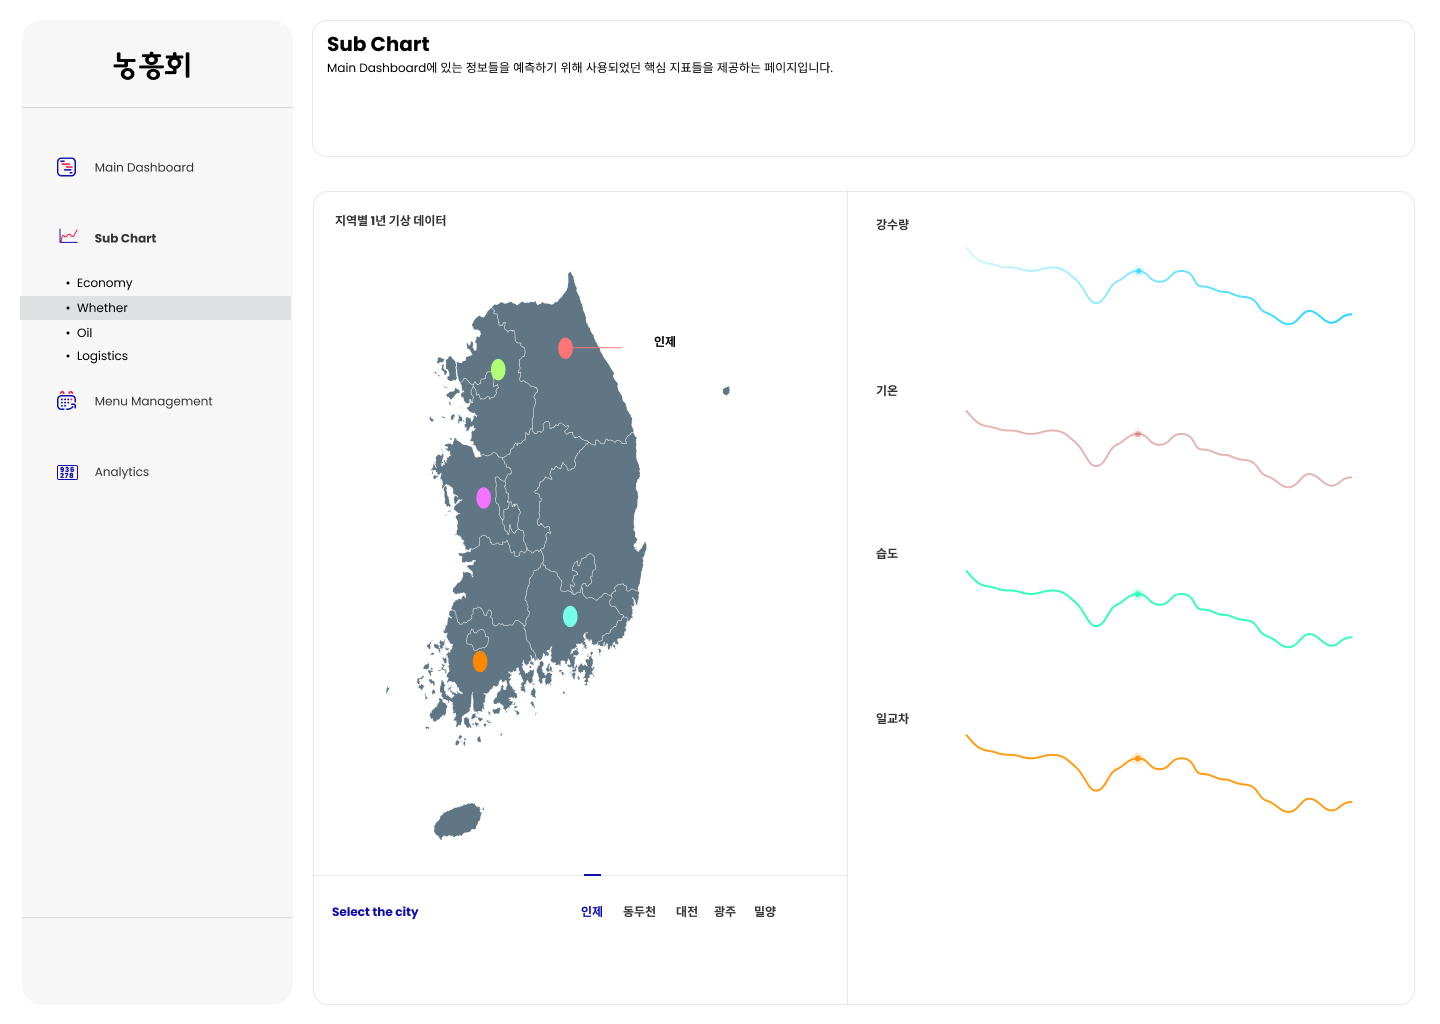 농흥회
Main Dashboard
Sub Chart
• Economy
• Whether
• Oil
• Logistics
Menu Management
936
278
Analytics
Sub Chart
Main Dashboard에 있는 정보들을 예측하기 위해 사용되었던 핵심 지표들을 제공하는 페이지입니다.
지역별 1년 기상 데이터
인제
Select the city
인제 동두천 대전 광주 밀양
강수량
기온
습도
일교차